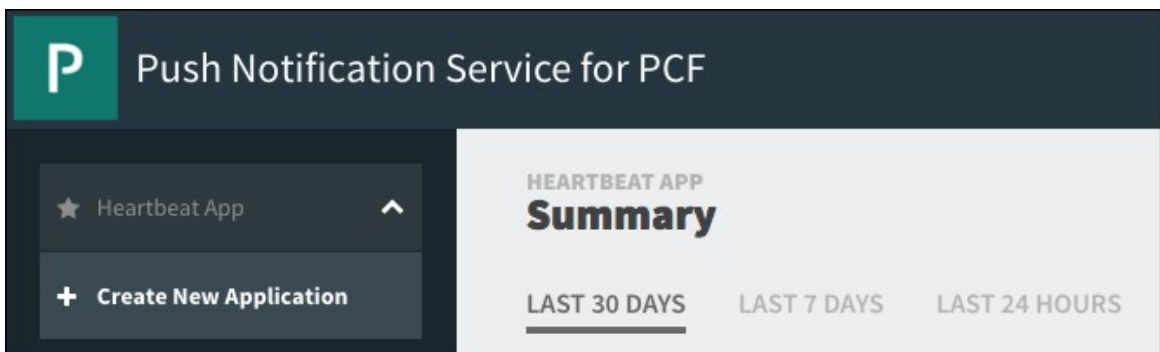 P Push Notification Service for PCF
Heartbeat App
+ Create New Application
HEARTBEAT APP
Summary
LAST 30 DAYS LAST 7 DAYS LAST 24 HOURS